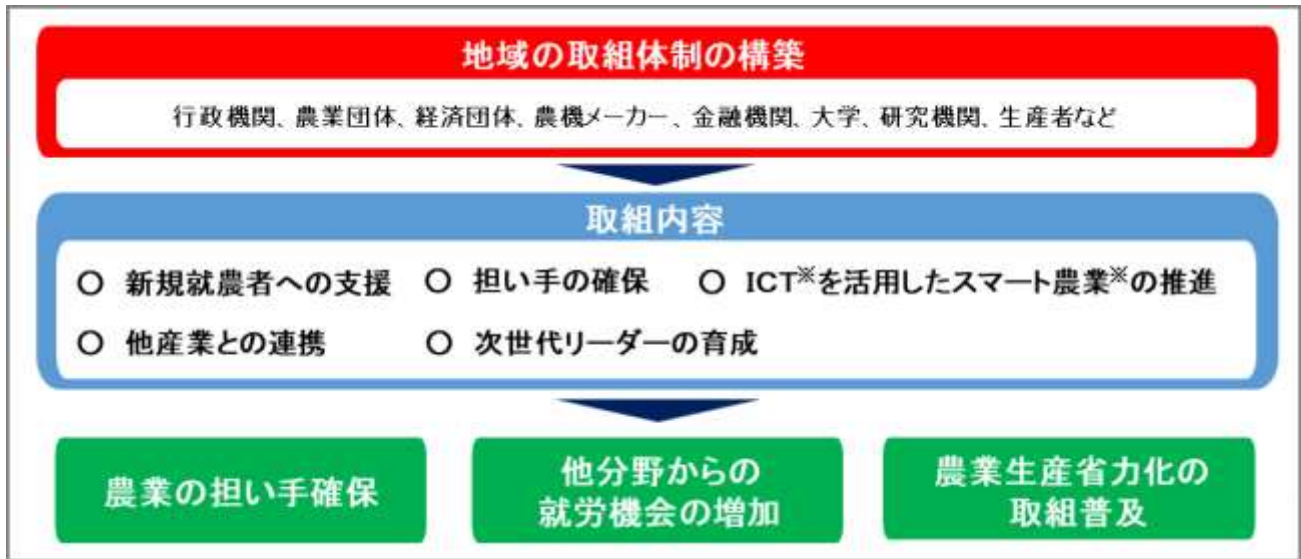 地域の取組体制の構築
行政機関、農業団体、経済団体、農機メーカー、金融機関、大学、研究機関、生産者など
取組内容
○ 新規就農者への支援 ○ 担い手の確保 ○ ICT※を活用したスマート農業※の推進
○ 他産業との連携 ○ 次世代リーダーの育成
農業の担い手確保
他分野からの
就労機会の増加
農業生産省力化の
取組普及